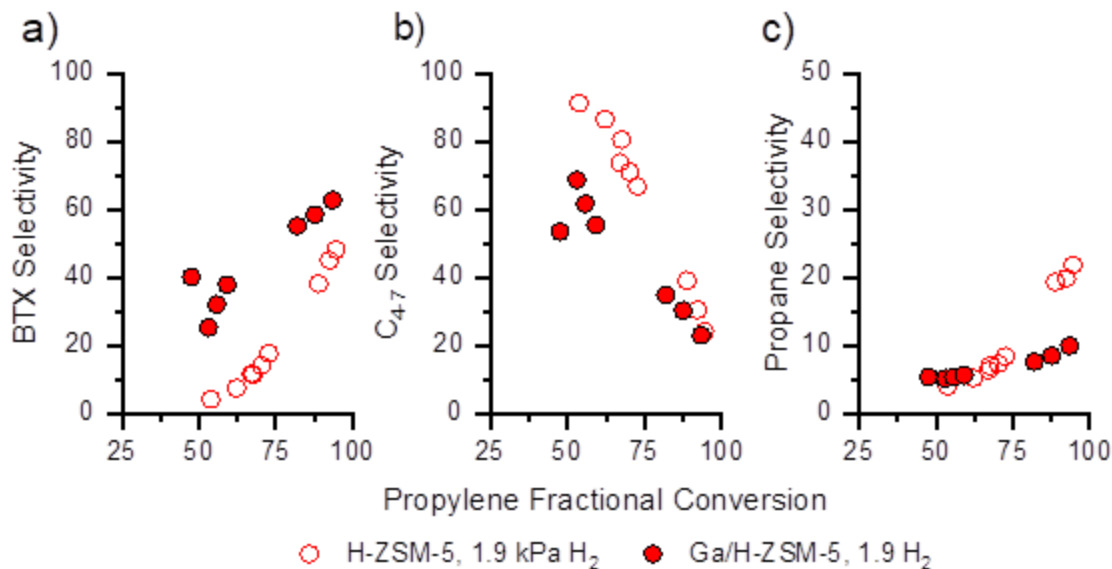 a)
100
80
60
40
20
0
BTX Selectivity
25 50 75 100
b)
100
80
60
40
20
0
C4-7 Selectivity
25 50 75 100
c)
50
40
30
20
10
0
Propane Selectivity
25 50 75 100
Propylene Fractional Conversion
H-ZSM-5, 1.9 kPa H2
Ga/H-ZSM-5, 1.9 H2